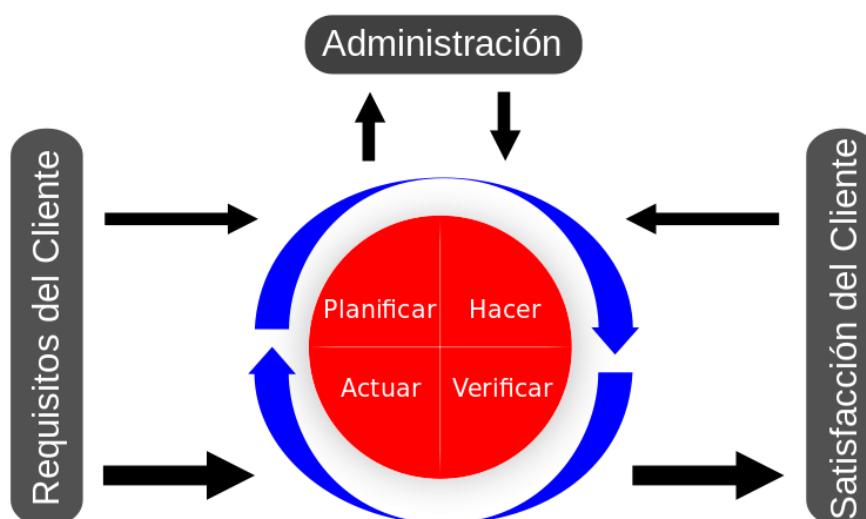 Administración
Requisitos del Cliente
Planificar
Hacer
Actuar
Verificar
Satisfacción del Cliente